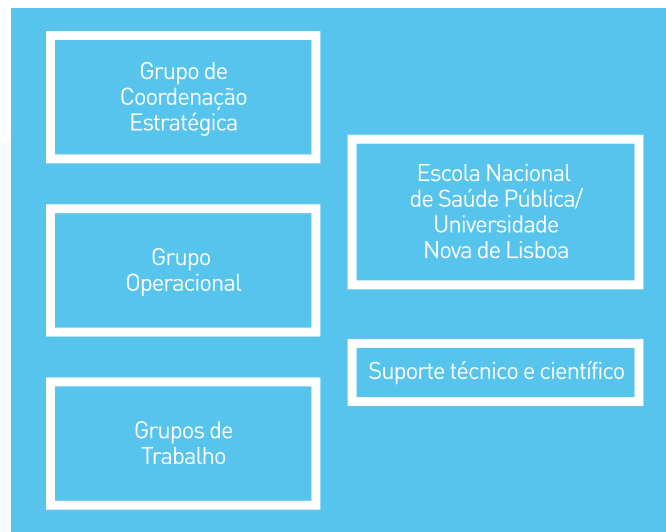 Grupo de
Coordenação
Estratégica
Grupo
Operacional
Grupos de
Trabalho
Escola Nacional
de Saúde Pública/
Universidade
Nova de Lisboa
Suporte técnico e científico